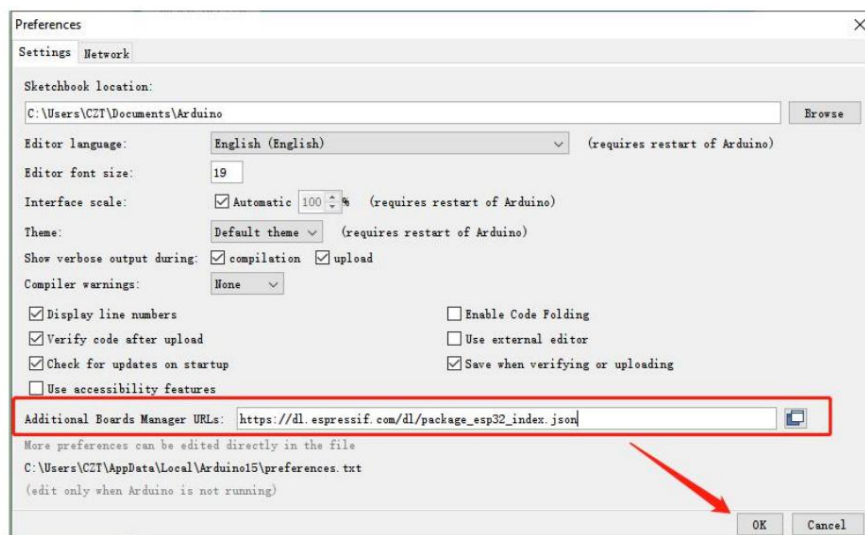 Preferences
Settings Network
Sketchbook location:
C:\Users\CZT\Documents\Arduino Browse
Editor language: English (English) (requires restart of Arduino)
Editor font size: 19
Interface scale: Automatic 100 % (requires restart of Arduino)
Theme: Default theme (requires restart of Arduino)
Show verbose output during: compilation upload
Compiler warnings: None
Display line numbers Enable Code Folding
Verify code after upload Use external editor
Check for updates on startup Save when verifying or uploading
Use accessibility features
Additional Boards Manager URLs: https://dl.espressif.com/dl/package_esp32_index.json
More preferences can be edited directly in the file
C:\Users\CZT\AppData\Local\Arduino15\preferences.txt
(edit only when Arduino is not running)
OK Cancel